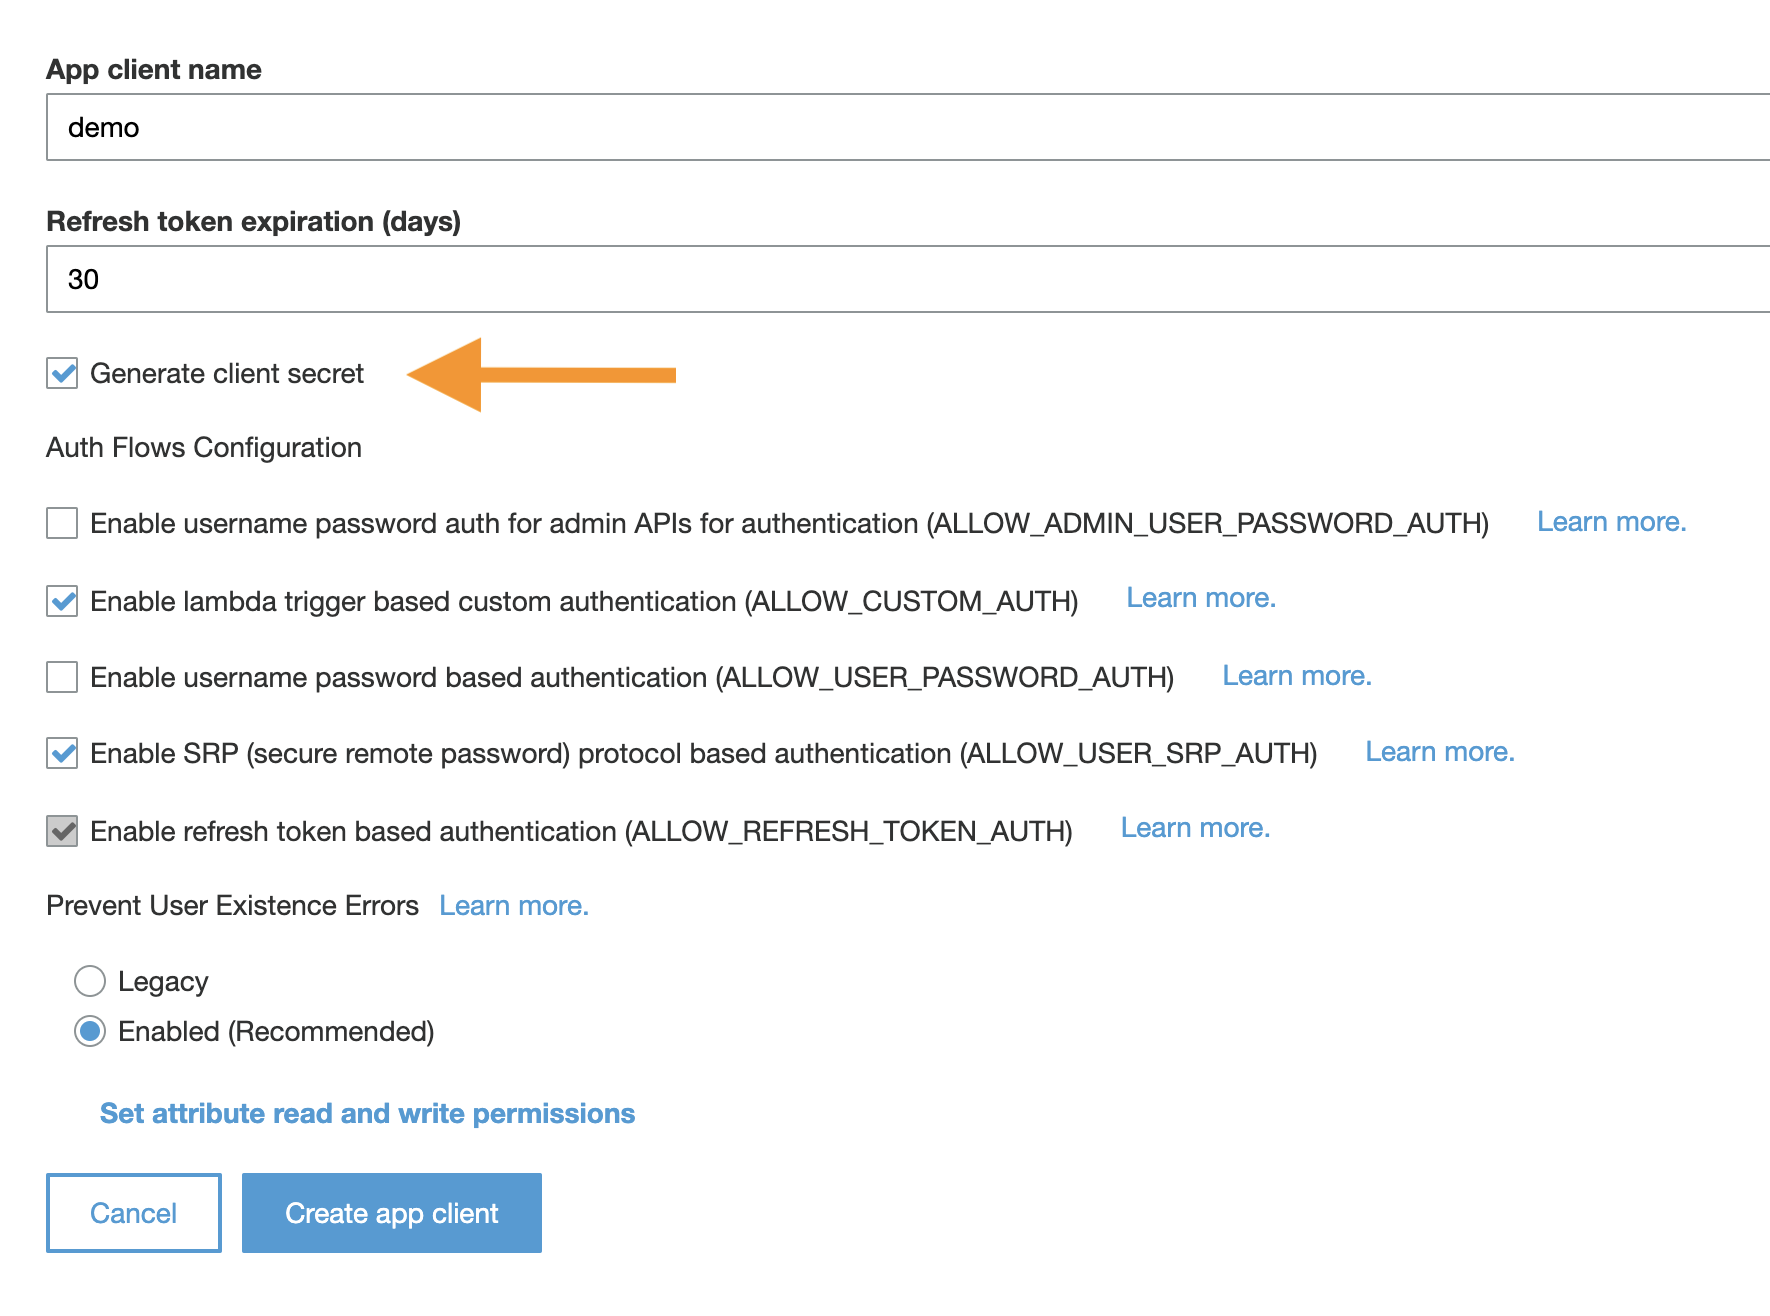 App client name
demo
Refresh token expiration (days)
30
Generate client secret
Auth Flows Configuration
Enable username password auth for admin APIs for authentication (ALLOW_ADMIN_USER_PASSWORD_AUTH) Learn more.
Enable lambda trigger based custom authentication (ALLOW_CUSTOM_AUTH) Learn more.
Enable username password based authentication (ALLOW_USER_PASSWORD_AUTH) Learn more.
Enable SRP (secure remote password) protocol based authentication (ALLOW_USER_SRP_AUTH) Learn more.
Enable refresh token based authentication (ALLOW_REFRESH_TOKEN_AUTH) Learn more.
Prevent User Existence Errors Learn more.
Legacy
Enabled (Recommended)
Set attribute read and write permissions
Cancel Create app client